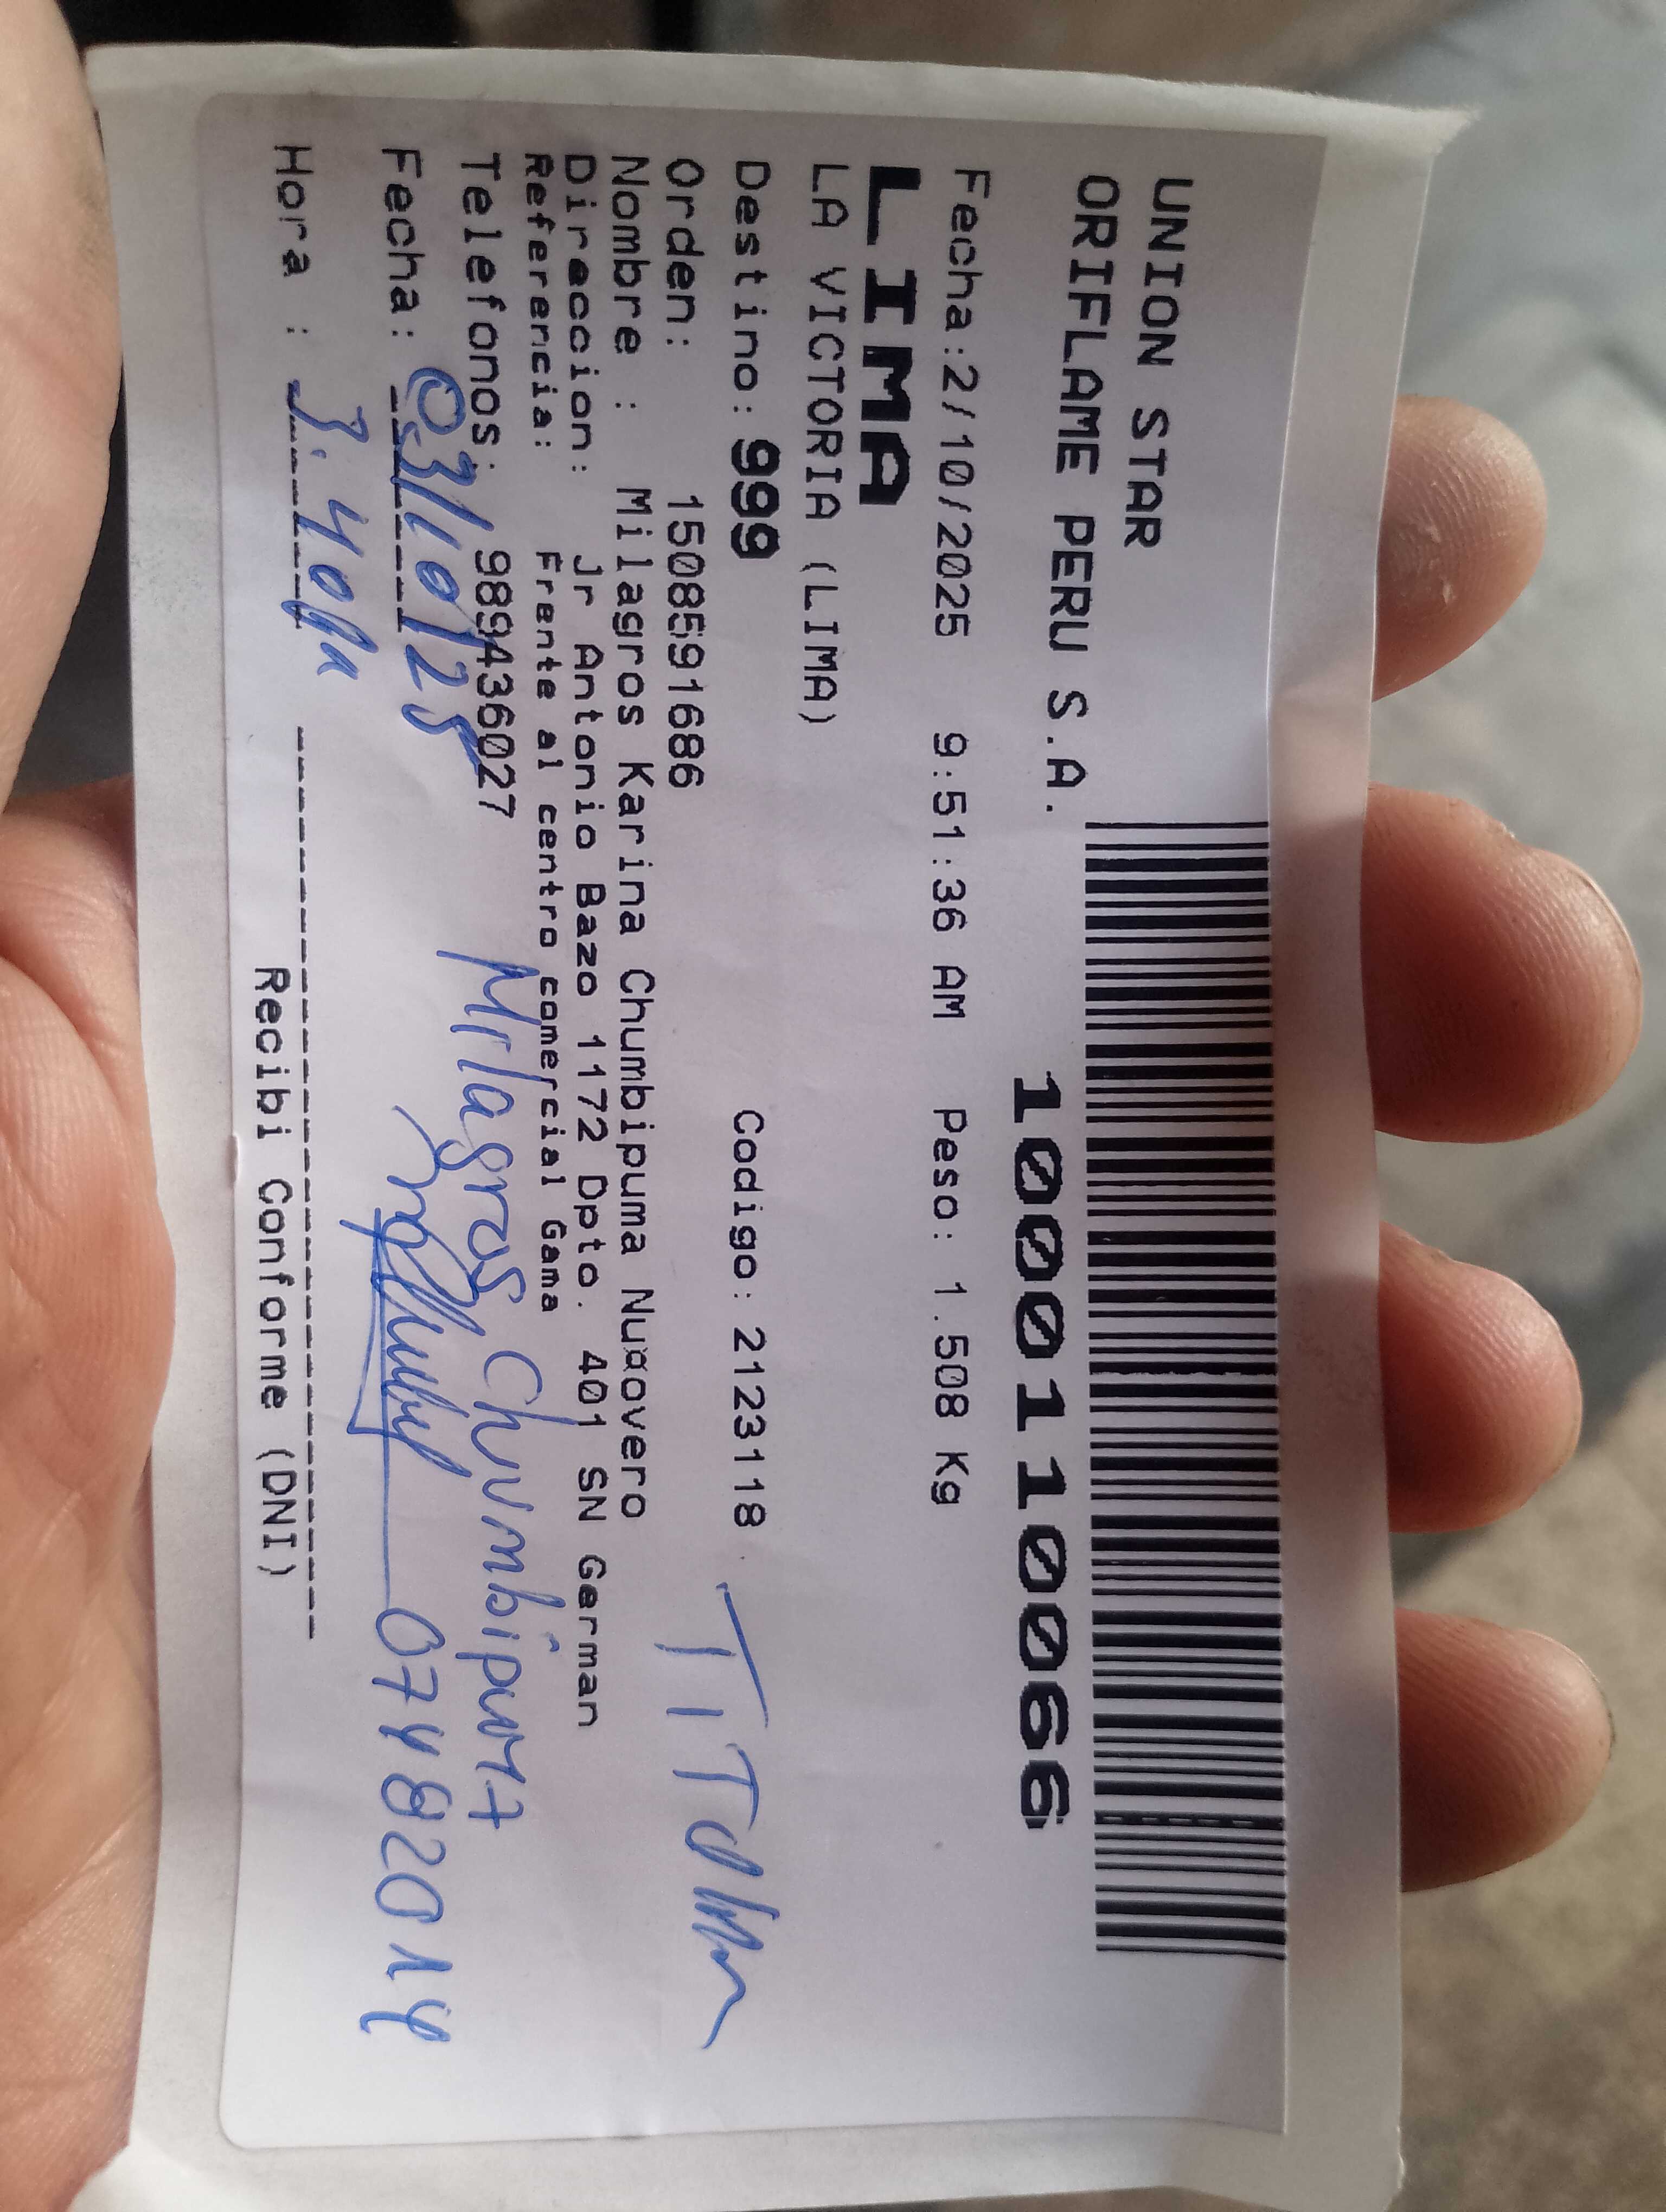 UNION STAR
ORIFLAME PERU S.A.
1000110066
Fecha:2/10/2025 9:51:36 AM Peso: 1.508 Kg
LIMA
LA VICTORIA (LIMA)
Destino: 999 Codigo: 2123118
TiTular
Orden: 1508591686
Nombre : Milagros Karina Chumbipuma Nuaovero
Direccion: Jr Antonio Bazo 1172 Dpto. 401 SN German
Referencia: Frente al centro comercial Gama
Telefonos: 989436027
Milagros Chumbipuma
Fecha: 03/10/25
07482014
Hora : 3:40
Recibi Conforme (DNI)